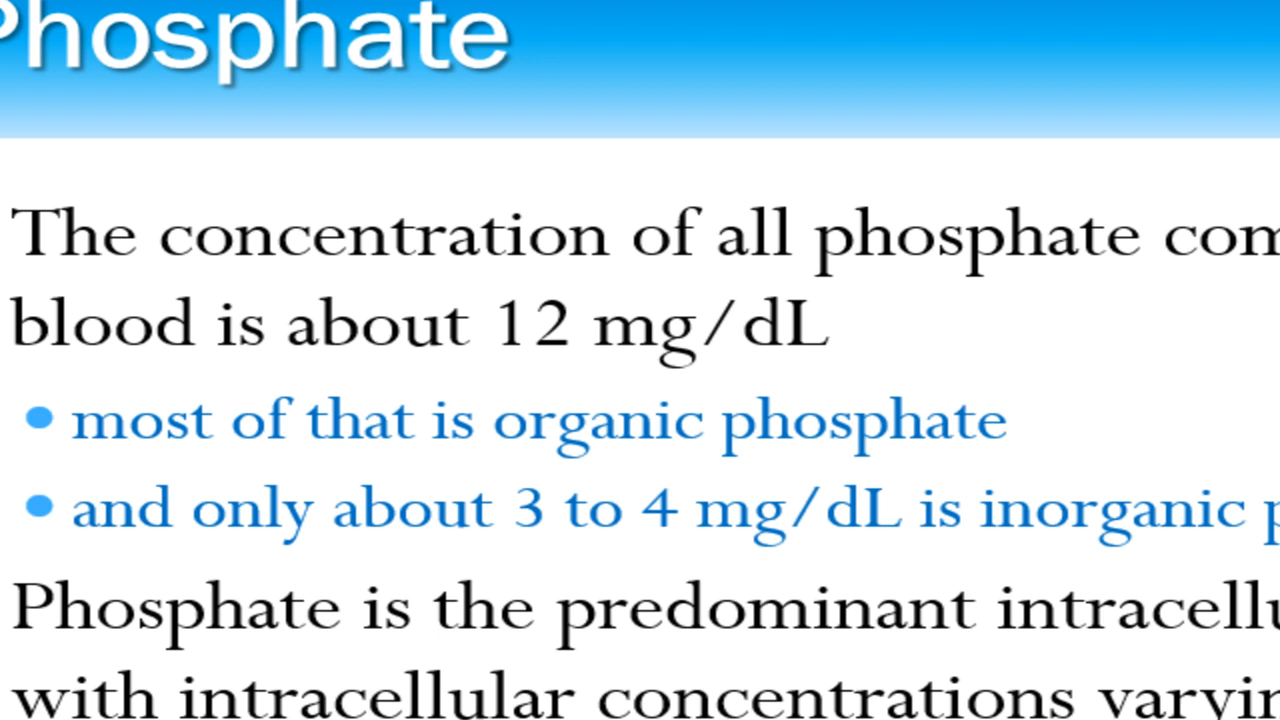 Phosphate
The concentration of all phosphate com
blood is about 12 mg/dL
• most of that is organic phosphate
• and only about 3 to 4 mg/dL is inorganic p
Phosphate is the predominant intracellu
with intracellular concentrations varyin